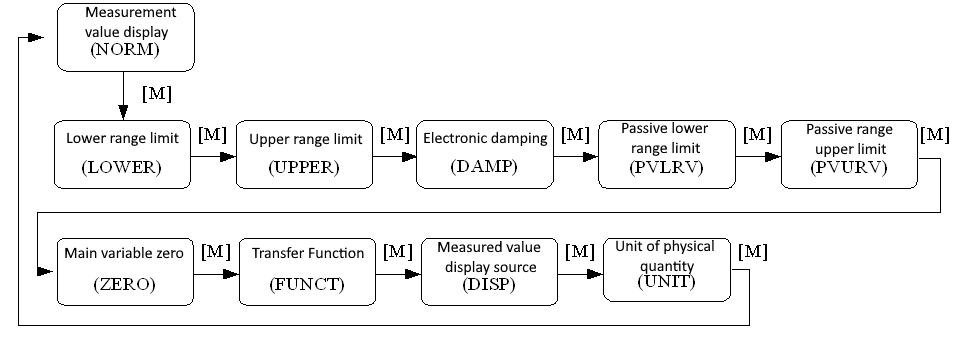 Measurement
value display
(NORM)
[M]
Lower range limit
(LOWER)
[M]
Upper range limit
(UPPER)
[M]
Electronic damping
(DAMP)
[M]
Passive lower
range limit
(PVLRV)
[M]
Passive range
upper limit
(PVURV)
[M]
Main variable zero
(ZERO)
[M]
Transfer Function
(FUNCT)
[M]
Measured value
display source
(DISP)
[M]
Unit of physical
quantity
(UNIT)
[M]